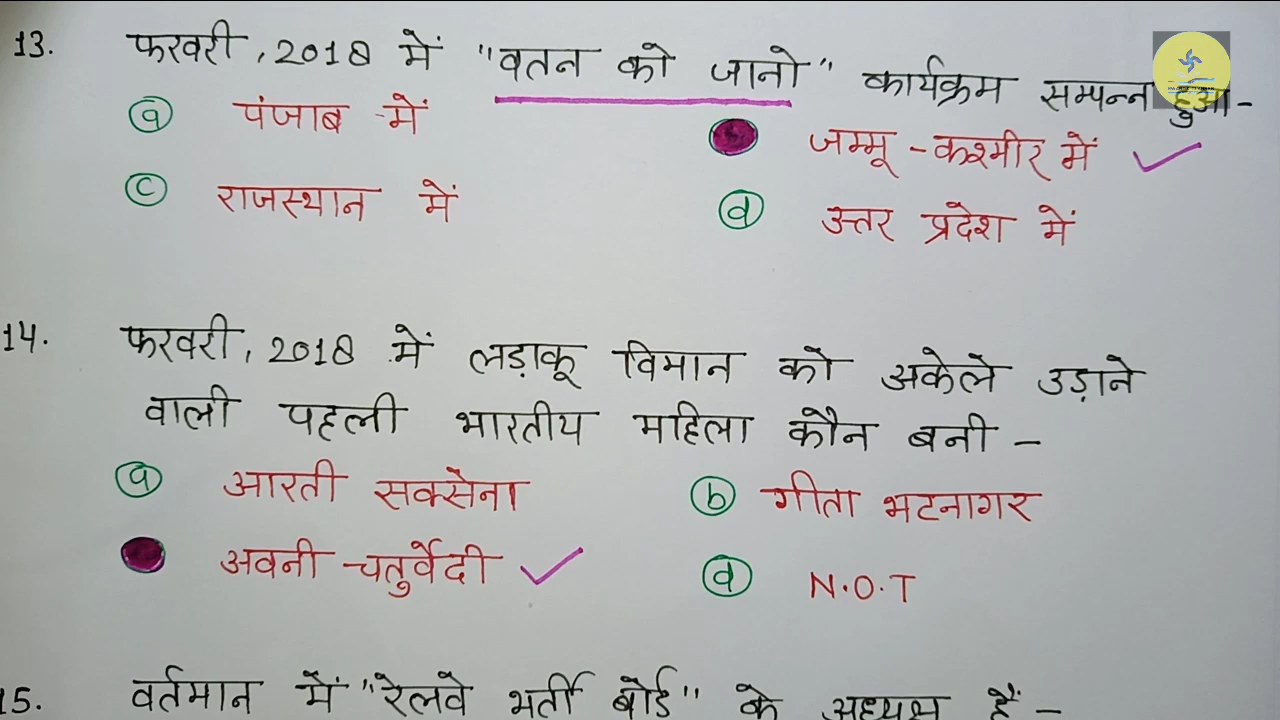 13. फरवरी, 2018 में "वतन को जानो" कार्यक्रम सम्पन्न हुआ-
(a) पंजाब में
जम्मू-कश्मीर में ✓
(c) राजस्थान में
(d) उत्तर प्रदेश में
14. फरवरी, 2018 में लड़ाकू विमान को अकेले उड़ाने
वाली पहली भारतीय महिला कौन बनी -
(a) आरती सक्सेना
(b) गीता भटनागर
अवनी चतुर्वेदी ✓
(d) N.O.T
15. वर्तमान में "रेलवे भर्ती बोर्ड" के अध्यक्ष हैं -